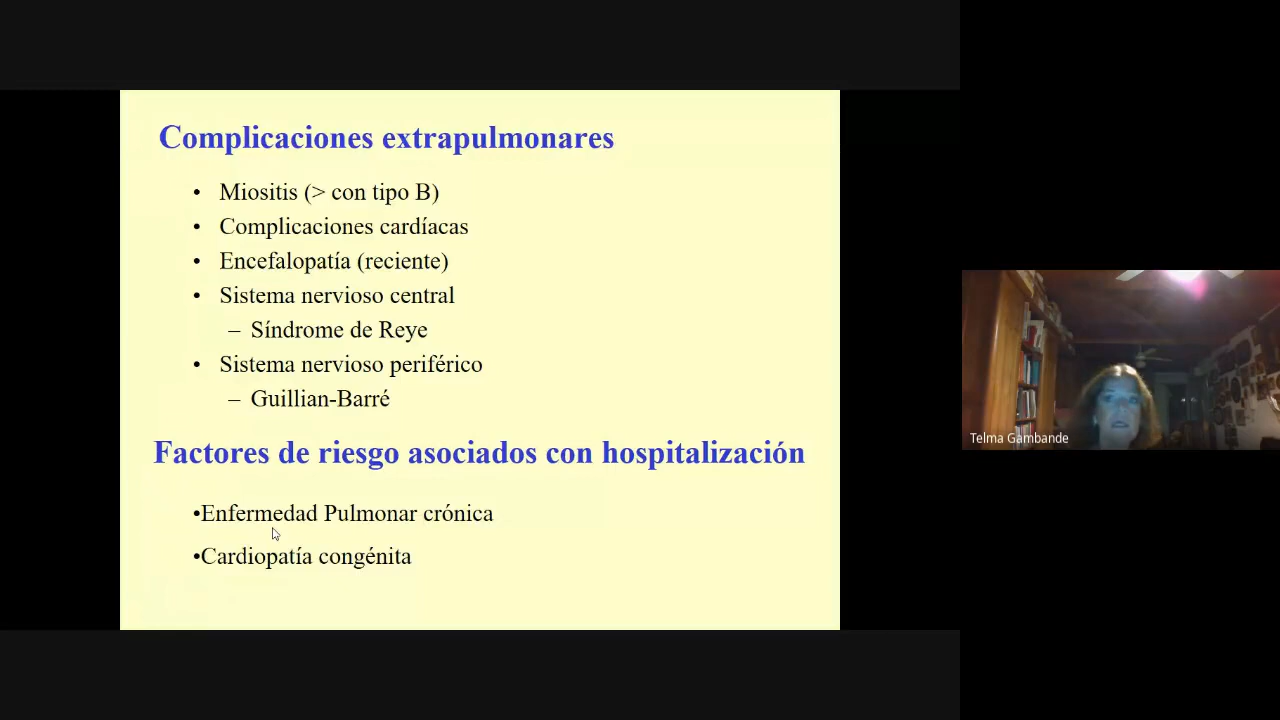 Complicaciones extrapulmonares
• Miositis (> con tipo B)
• Complicaciones cardíacas
• Encefalopatía (reciente)
• Sistema nervioso central
– Síndrome de Reye
• Sistema nervioso periférico
– Guillian-Barré
Factores de riesgo asociados con hospitalización
•Enfermedad Pulmonar crónica
•Cardiopatía congénita
Telma Gambande